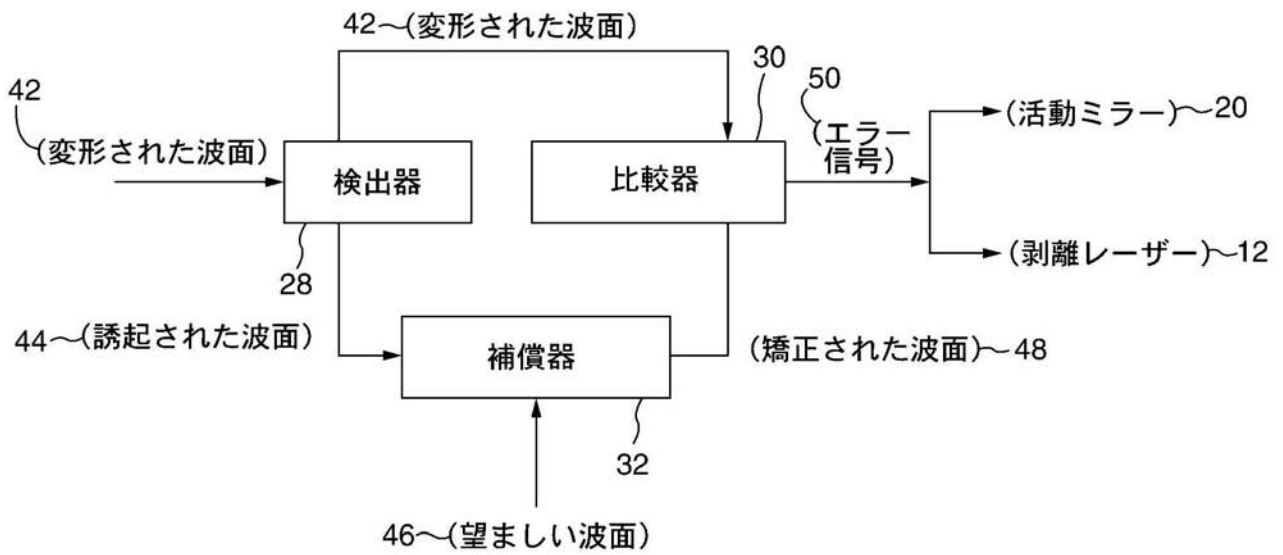 42 (変形された波面)
42
(変形された波面)
30
50
(エラー
信号)
(活動ミラー) 20
検出器
比較器
28
(剥離レーザー) 12
44 (誘起された波面)
補償器
(矯正された波面) 48
32
46 (望ましい波面)